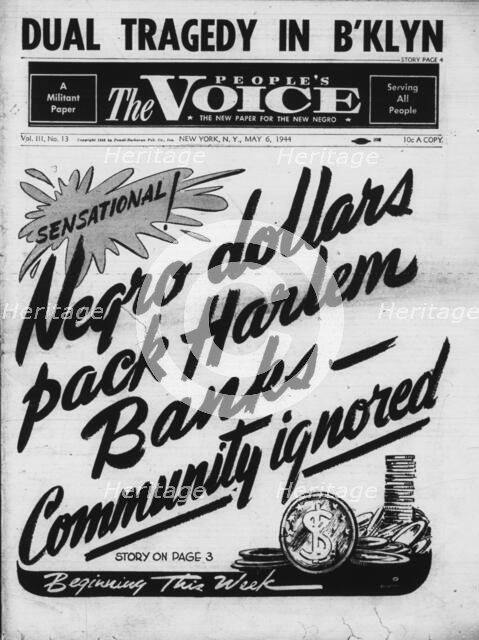 DUAL TRAGEDY IN B'KLYN
STORY PAGE 4
A
Militant
Paper
The PEOPLE'S VOICE
★ THE NEW PAPER FOR THE NEW NEGRO ★
Serving
All
People
Vol. III, No. 13
NEW YORK, N. Y., MAY 6, 1944
10c A COPY
SENSATIONAL!
Negro dollars
pack Harlem
Banks—
Community ignored
STORY ON PAGE 3
$
Beginning This Week
Heritage
Images